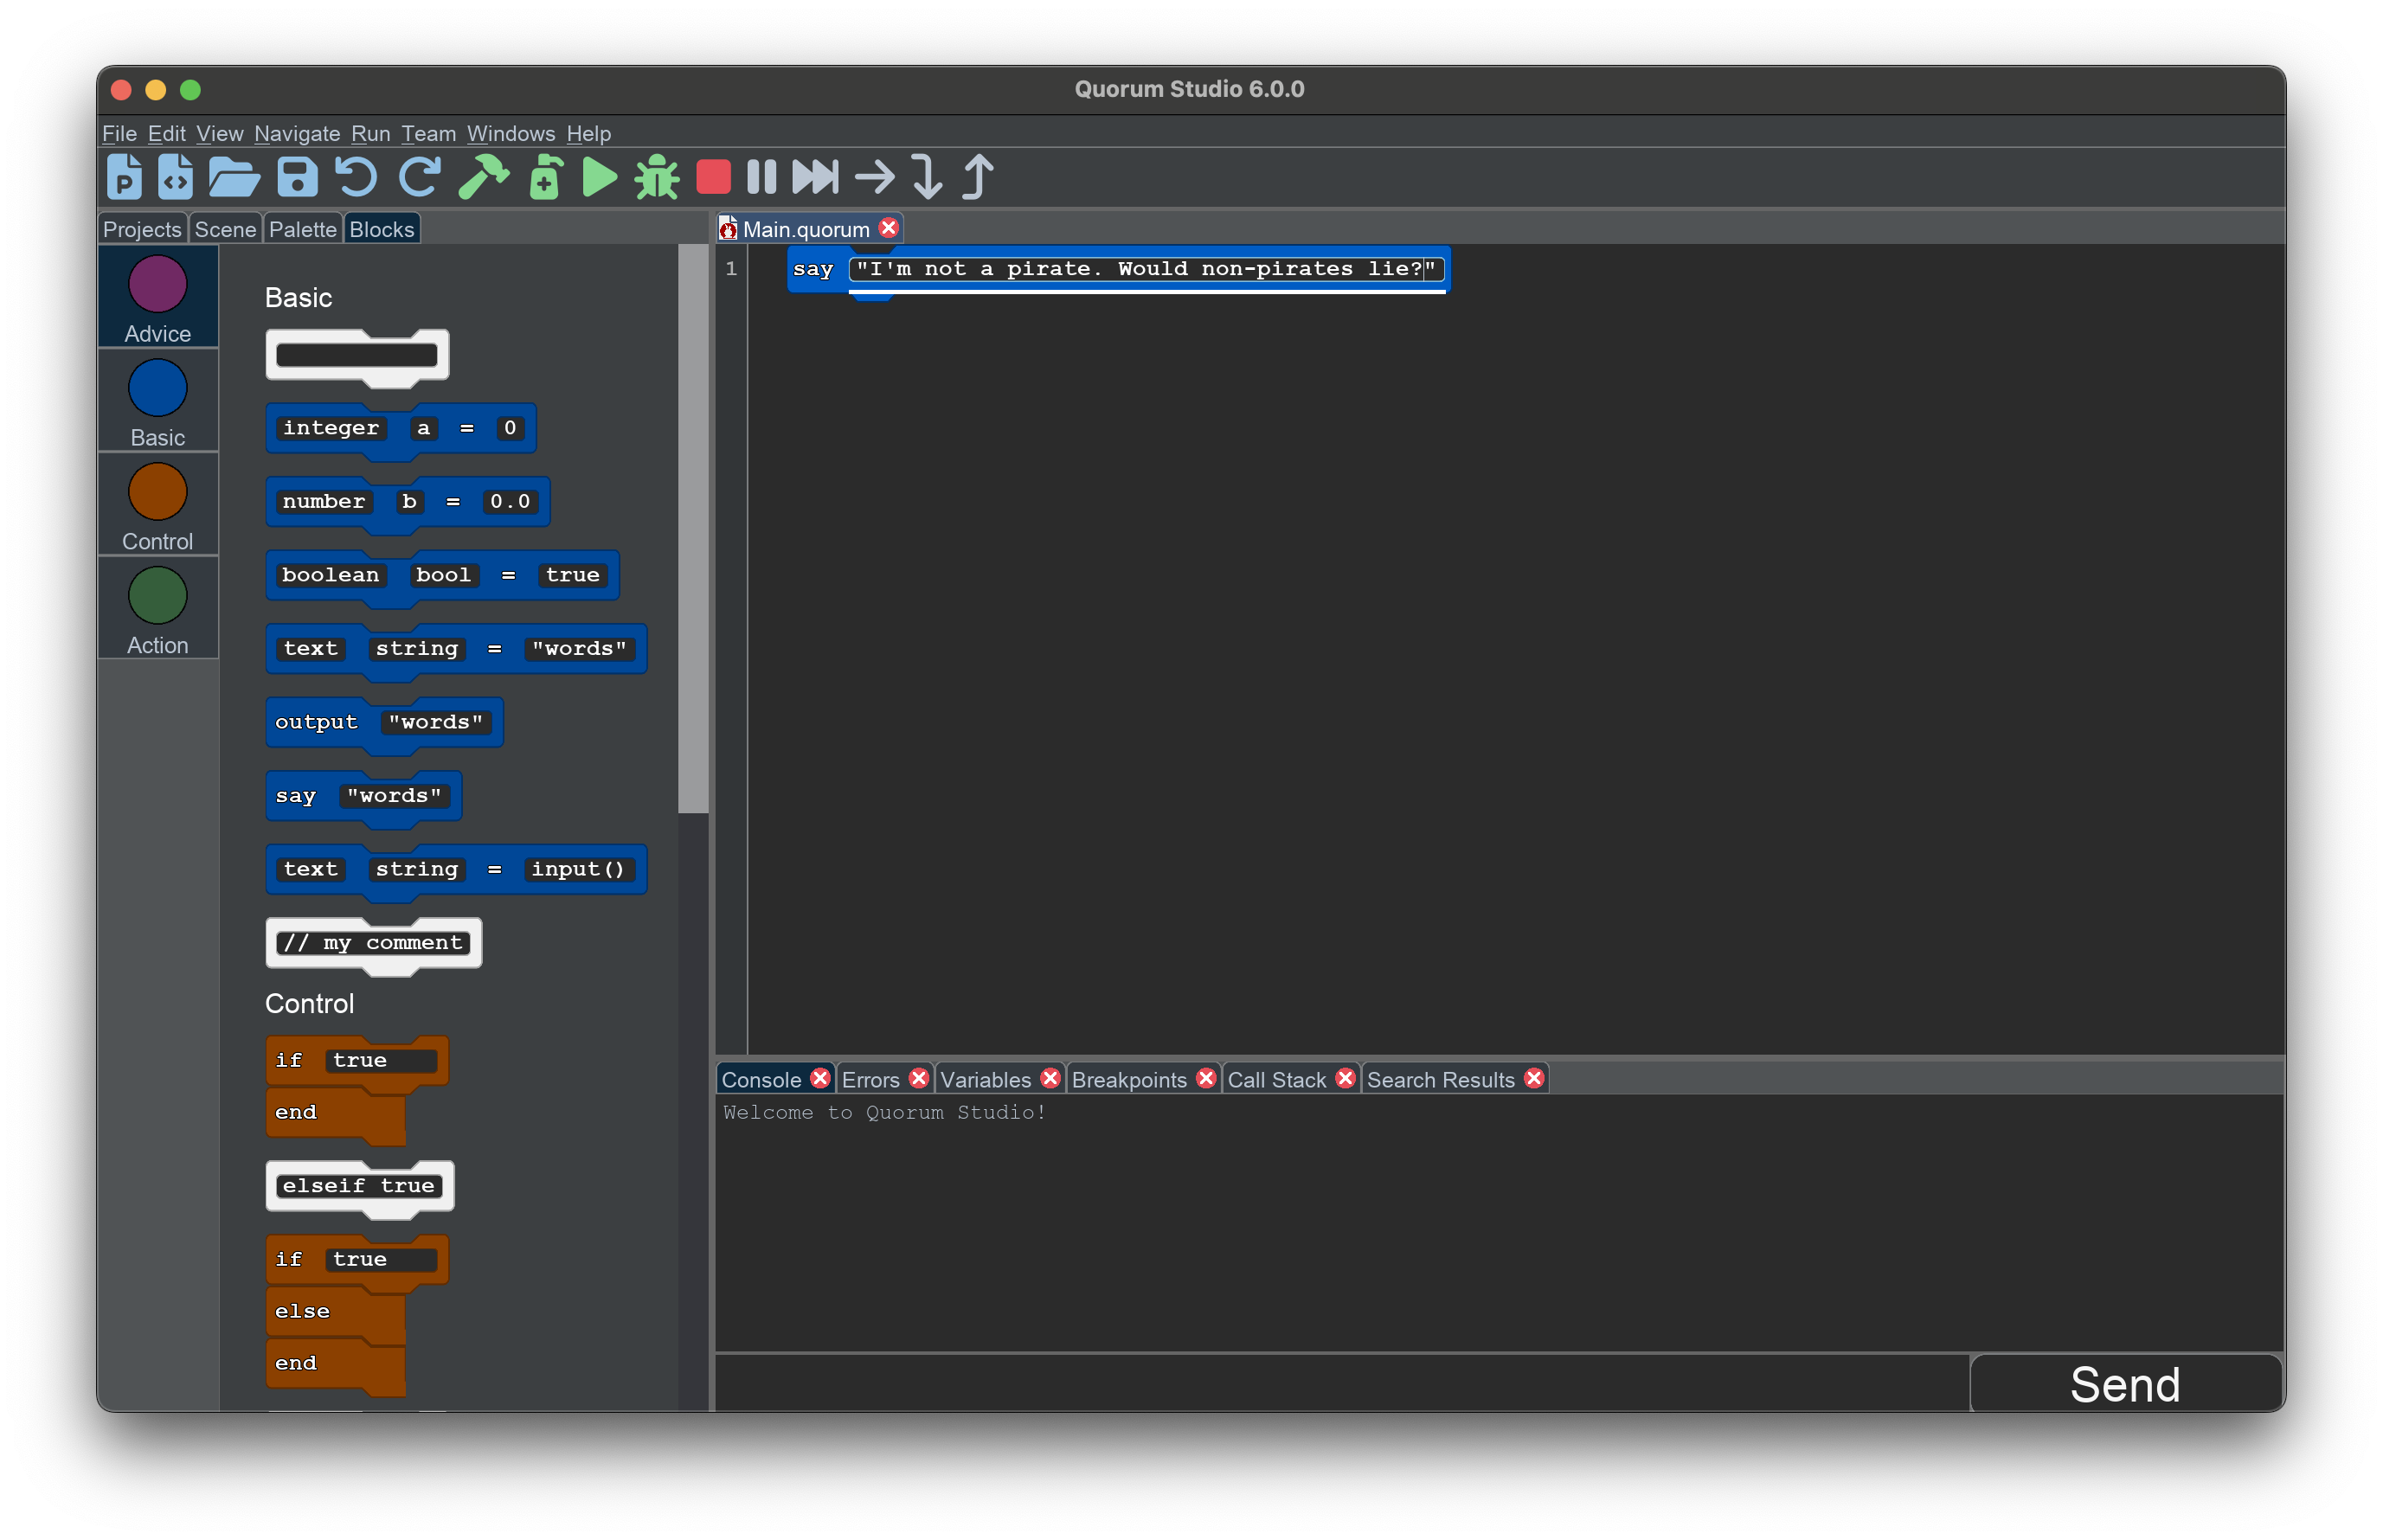 Quorum Studio 6.0.0
File Edit View Navigate Run Team Windows Help
P
Projects Scene Palette Blocks
Advice
Basic
Control
Action
Basic
integer a = 0
number b = 0.0
boolean bool = true
text string = "words"
output "words"
say "words"
text string = input()
// my comment
Control
if true
end
elseif true
if true
else
end
Main.quorum
1 say "I'm not a pirate. Would non-pirates lie?"
Console Errors Variables Breakpoints Call Stack Search Results
Welcome to Quorum Studio!
Send